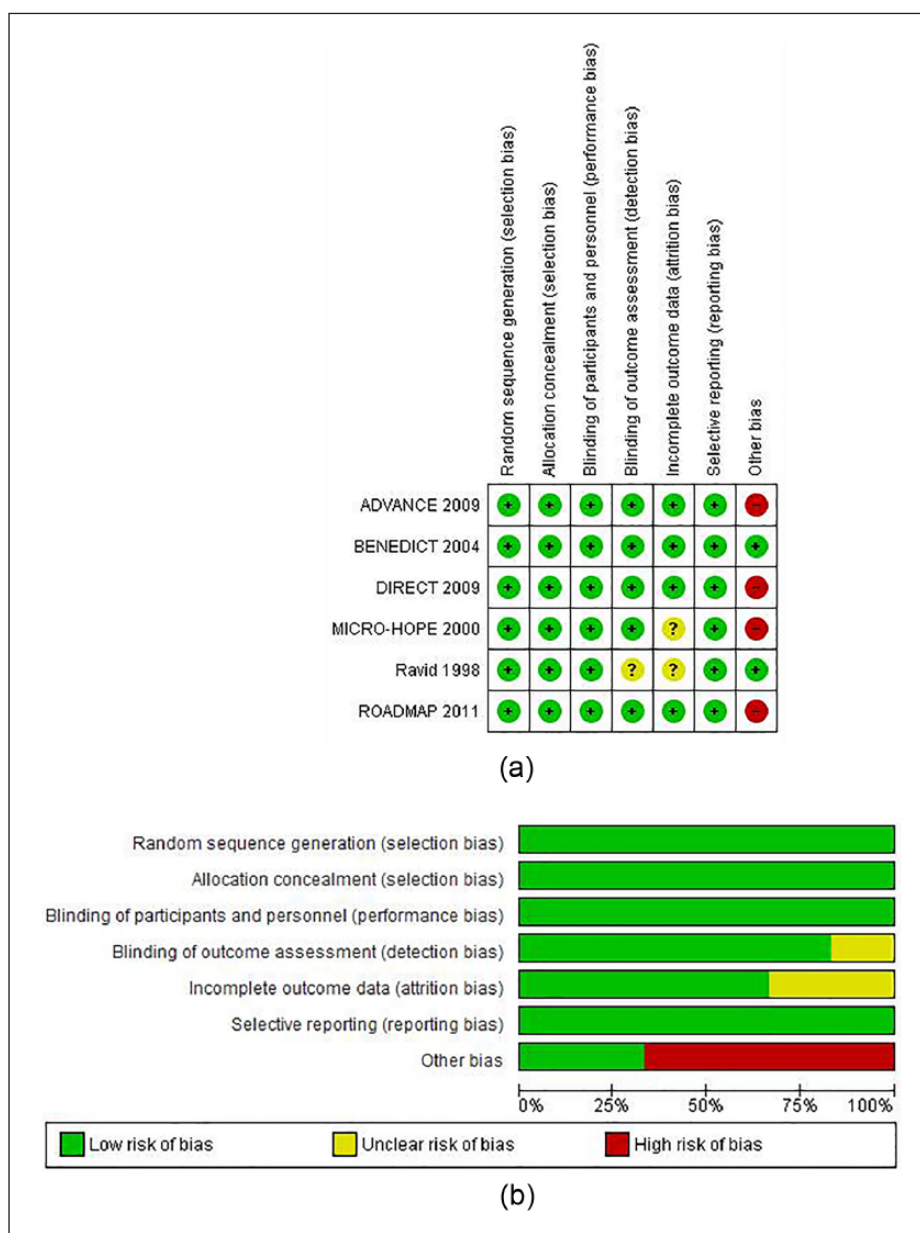 Random sequence generation (selection bias)
Allocation concealment (selection bias)
Blinding of participants and personnel (performance bias)
Blinding of outcome assessment (detection bias)
Incomplete outcome data (attrition bias)
Selective reporting (reporting bias)
Other bias
ADVANCE 2009 + + + + + + -
BENEDICT 2004 + + + + + + +
DIRECT 2009 + + + + + + -
MICRO-HOPE 2000 + + + + ? + -
Ravid 1998 + + + ? ? + +
ROADMAP 2011 + + + + + + -
(a)
Random sequence generation (selection bias)
Allocation concealment (selection bias)
Blinding of participants and personnel (performance bias)
Blinding of outcome assessment (detection bias)
Incomplete outcome data (attrition bias)
Selective reporting (reporting bias)
Other bias
0% 25% 50% 75% 100%
Low risk of bias Unclear risk of bias High risk of bias
(b)